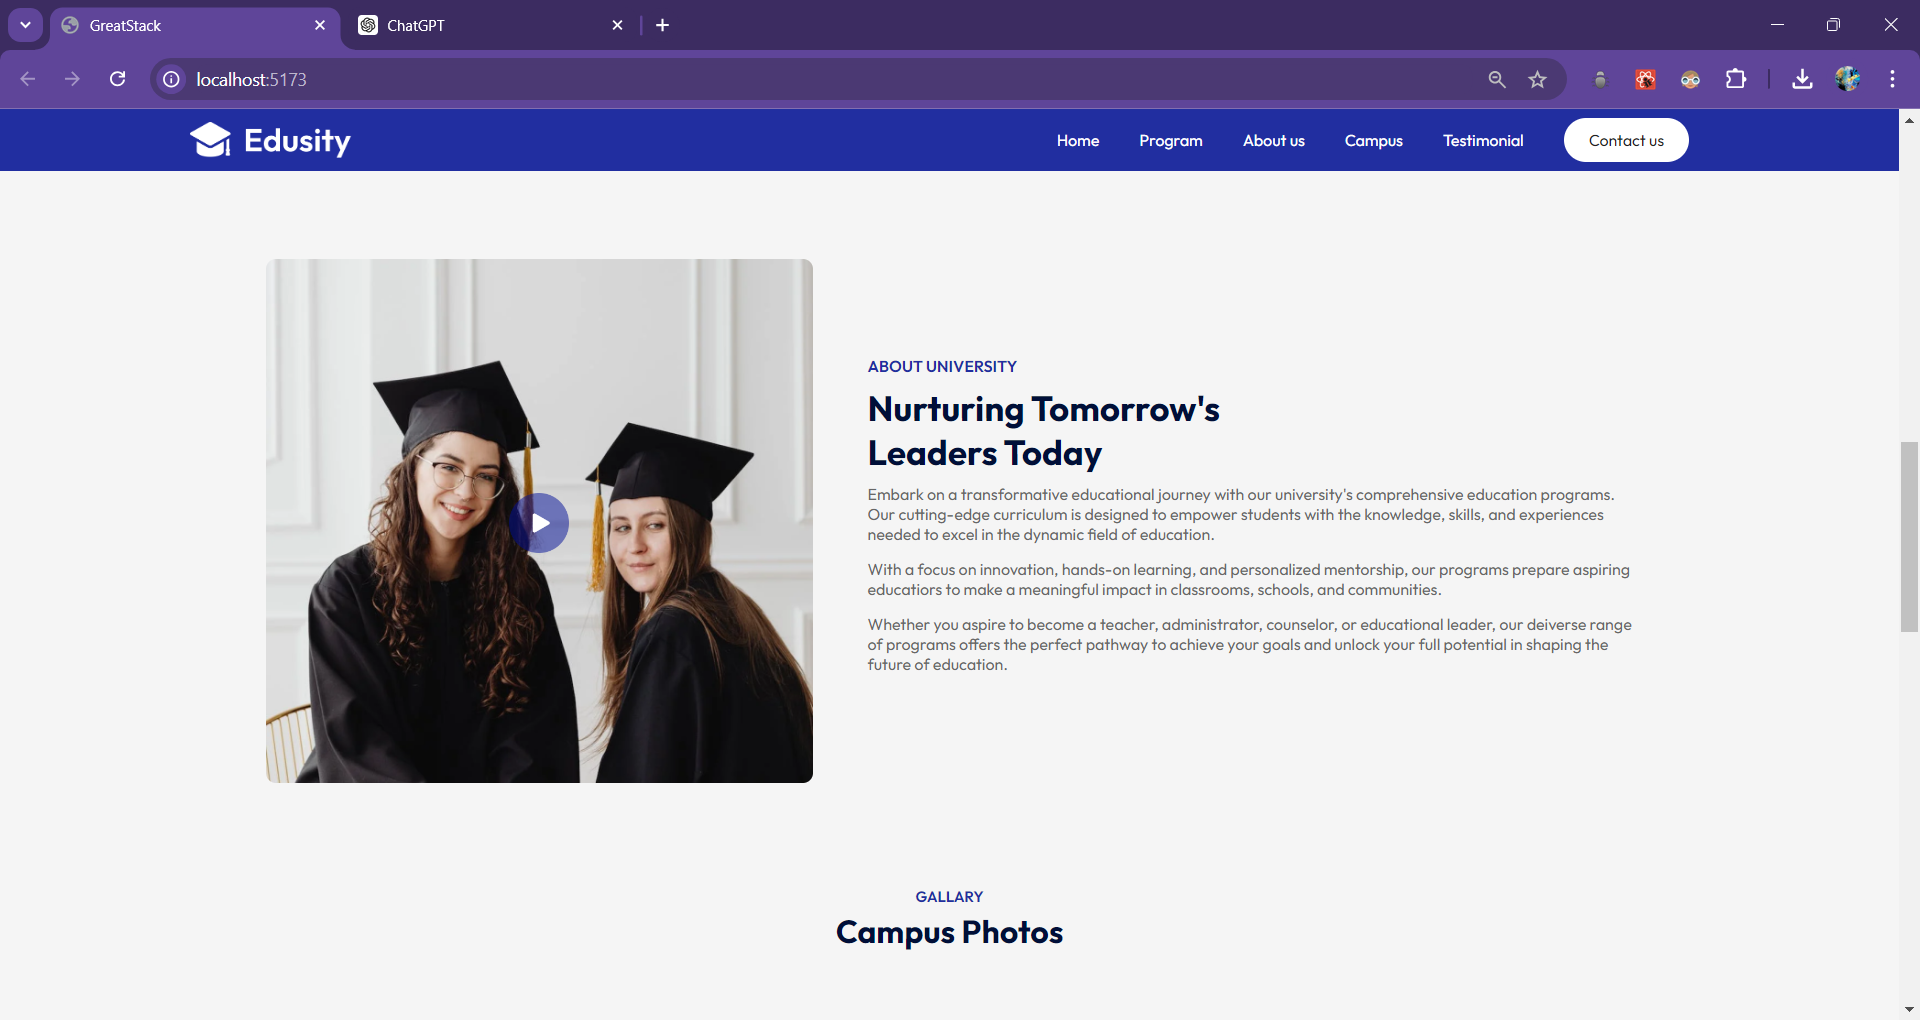 GreatStack
ChatGPT
localhost:5173
Edusity
Home
Program
About us
Campus
Testimonial
Contact us
ABOUT UNIVERSITY
Nurturing Tomorrow's
Leaders Today
Embark on a transformative educational journey with our university's comprehensive education programs.
Our cutting-edge curriculum is designed to empower students with the knowledge, skills, and experiences
needed to excel in the dynamic field of education.
With a focus on innovation, hands-on learning, and personalized mentorship, our programs prepare aspiring
educatiors to make a meaningful impact in classrooms, schools, and communities.
Whether you aspire to become a teacher, administrator, counselor, or educational leader, our deiverse range
of programs offers the perfect pathway to achieve your goals and unlock your full potential in shaping the
future of education.
GALLARY
Campus Photos